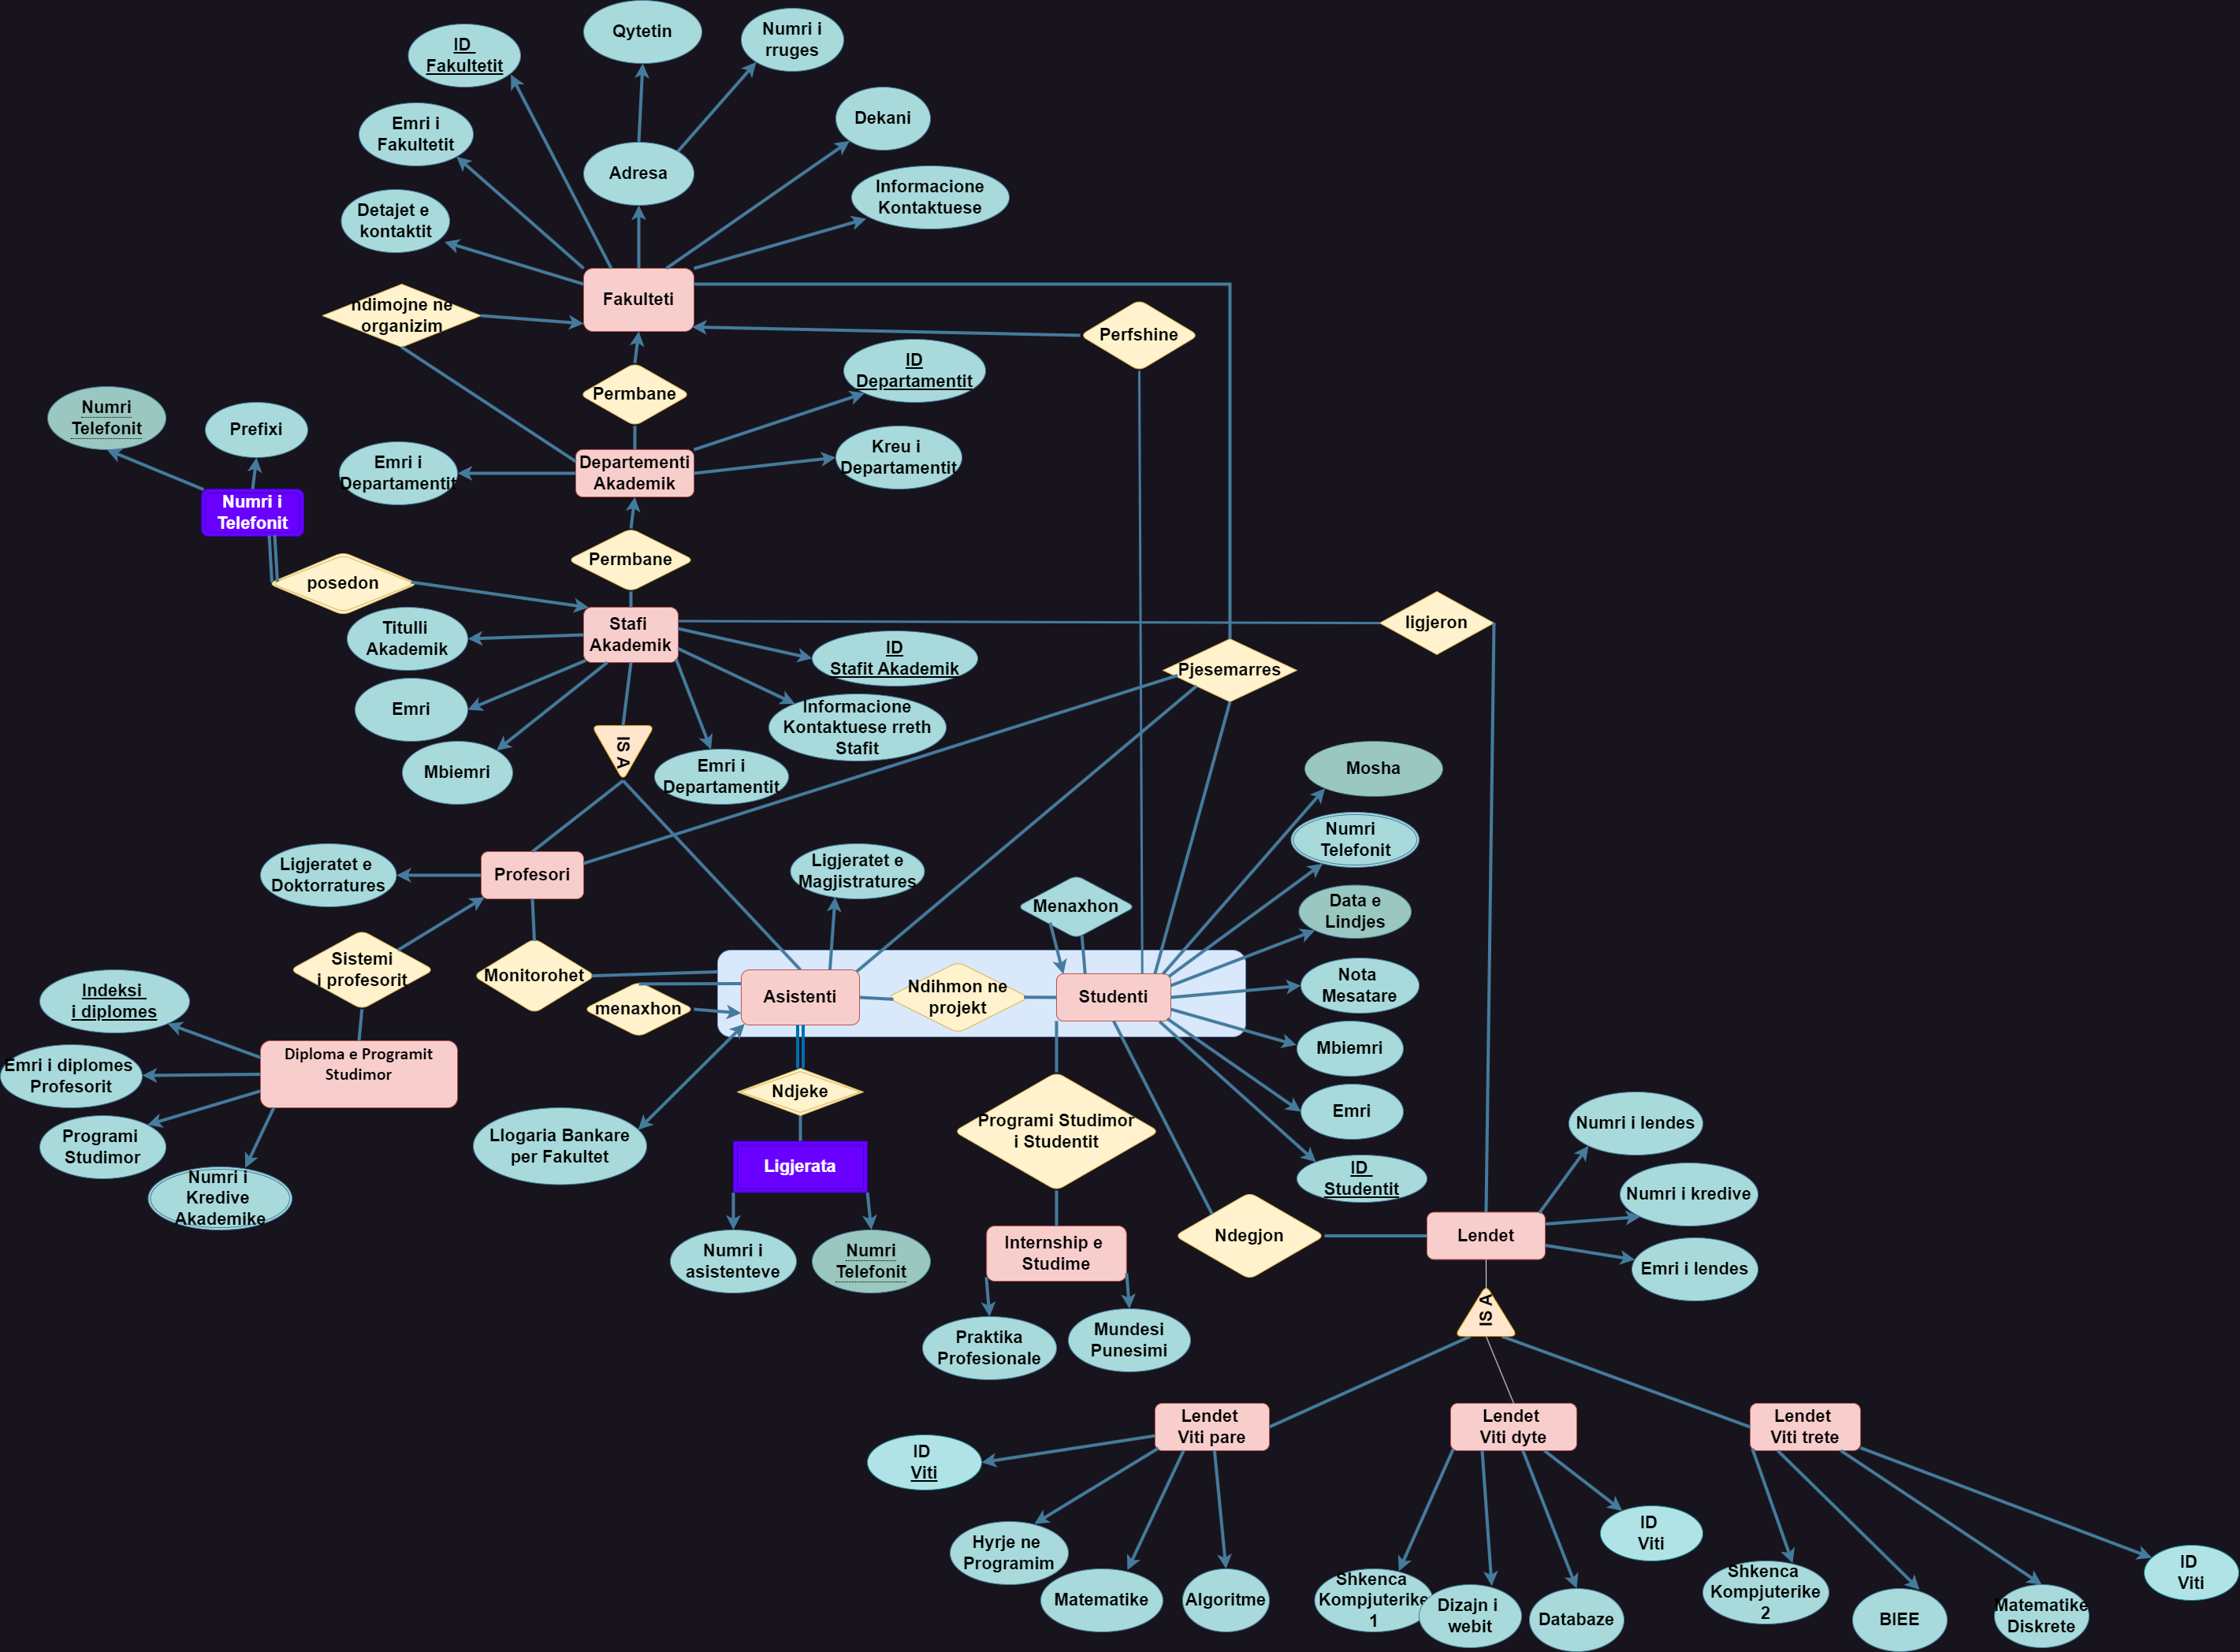 Qytetin
Numri i
rruges
ID
Fakultetit
Dekani
Emri i
Fakultetit
Adresa
Informacione
Kontaktuese
Detajet e
kontaktit
Fakulteti
ndimojne ne
organizim
Perfshine
ID
Departamentit
Permbane
Numri
Telefonit
Prefixi
Kreu i
Departamentit
Emri i
Departamentit
Departementi
Akademik
Numri i
Telefonit
Permbane
posedon
Stafi
Akademik
ligjeron
Titulli
Akademik
ID
Stafit Akademik
Pjesemarres
Emri
Informacione
Kontaktuese rreth
Stafit
IS A
Mbiemri
Emri i
Departamentit
Mosha
Numri
Telefonit
Ligjeratet e
Doktorratures
Profesori
Ligjeratet e
Magjistratures
Menaxhon
Data e
Lindjes
Sistemi
i profesorit
Monitorohet
Asistenti
Ndihmon ne
projekt
Studenti
Nota
Mesatare
Indeksi
i diplomes
menaxhon
Mbiemri
Diploma e Programit
Studimor
Emri i diplomes
Profesorit
Ndjeke
Programi Studimor
i Studentit
Emri
Numri i lendes
Programi
Studimor
Llogaria Bankare
per Fakultet
Ligjerata
ID
Studentit
Numri i kredive
Numri i
Kredive
Akademike
Ndegjon
Lendet
Numri i
asistenteve
Numri
Telefonit
Internship e
Studime
Emri i lendes
IS A
Praktika
Profesionale
Mundesi
Punesimi
Lendet
Viti pare
Lendet
Viti dyte
Lendet
Viti trete
ID
Viti
ID
Viti
Hyrje ne
Programim
Matematike
Algoritme
Shkenca
Kompjuterike
1
Dizajn i
webit
Databaze
Shkenca
Kompjuterike
2
BIEE
Matematike
Diskrete
ID
Viti